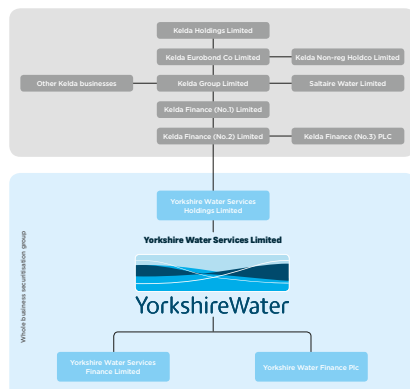 Kelda Holdings Limited
Kelda Eurobond Co Limited
Kelda Non-reg Holdco Limited
Other Kelda businesses
Kelda Group Limited
Saltaire Water Limited
Kelda Finance (No.1) Limited
Kelda Finance (No.2) Limited
Kelda Finance (No.3) PLC
Yorkshire Water Services
Holdings Limited
Yorkshire Water Services Limited
YorkshireWater
Whole business securitisation group
Yorkshire Water Services
Finance Limited
Yorkshire Water Finance Plc